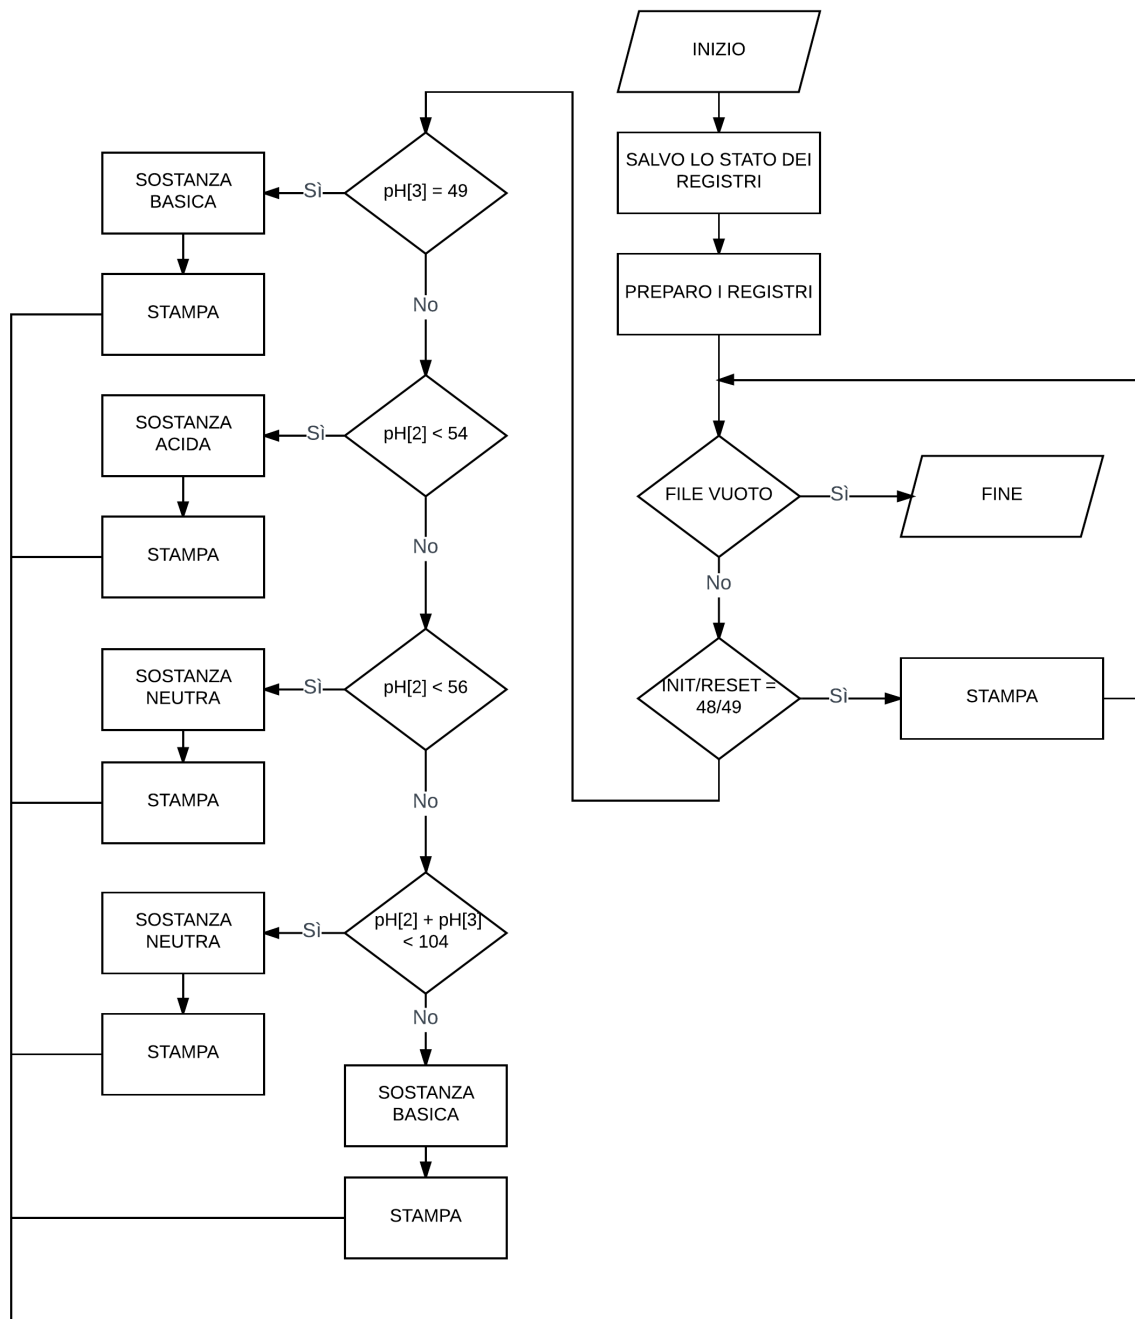 INIZIO
SALVO LO STATO DEI
REGISTRI
PREPARO I REGISTRI
FILE VUOTO
Sì
FINE
No
INIT/RESET =
48/49
Sì
STAMPA
pH[3] = 49
Sì
SOSTANZA
BASICA
STAMPA
No
pH[2] < 54
Sì
SOSTANZA
ACIDA
STAMPA
No
pH[2] < 56
Sì
SOSTANZA
NEUTRA
STAMPA
No
pH[2] + pH[3]
< 104
Sì
SOSTANZA
NEUTRA
STAMPA
No
SOSTANZA
BASICA
STAMPA